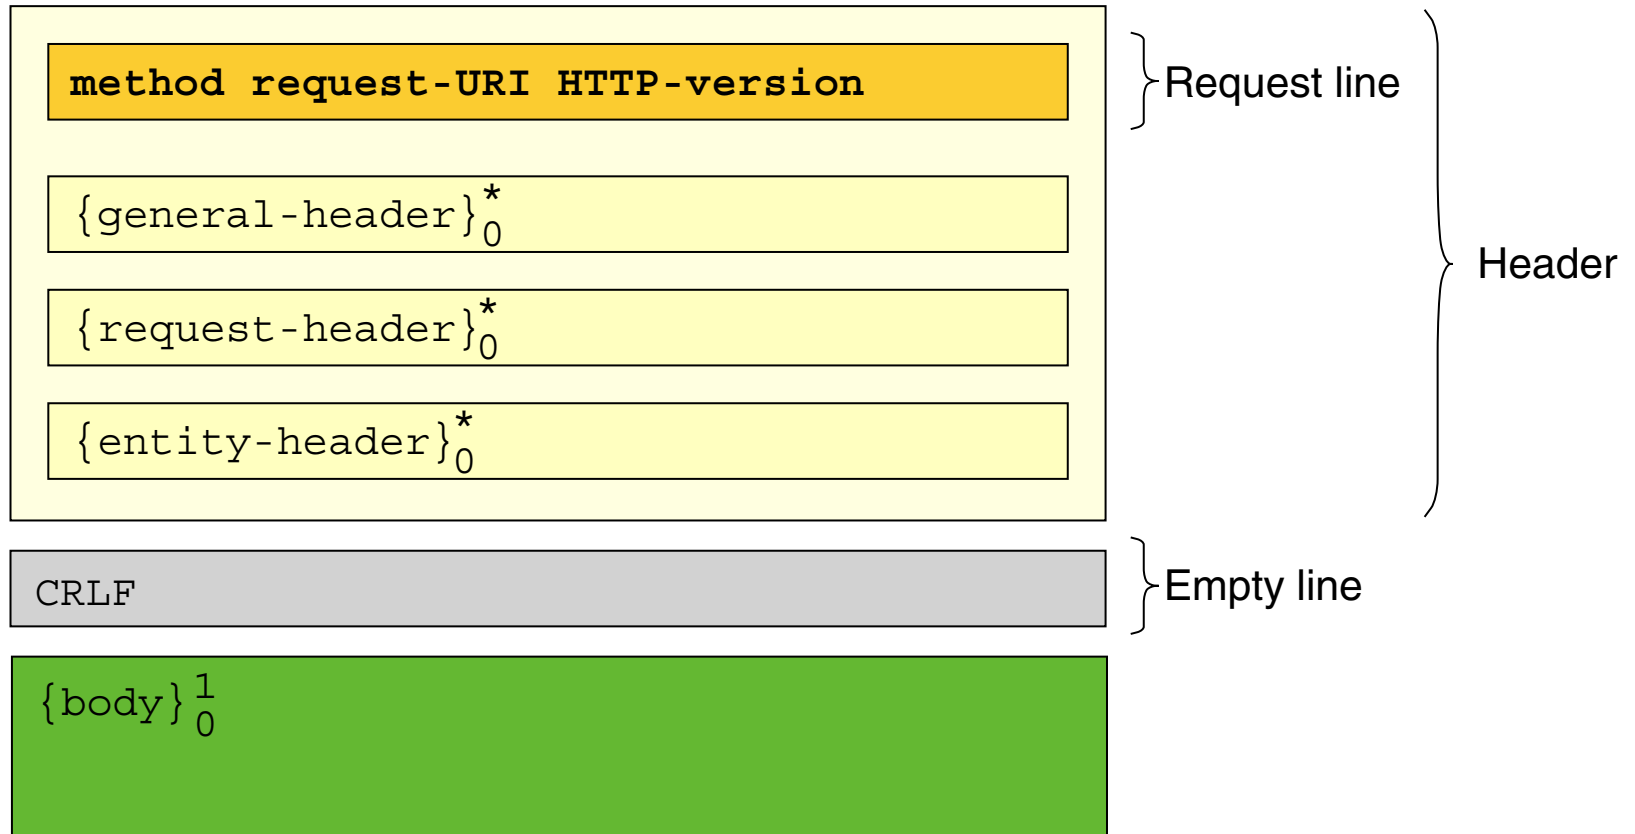 method request-URI HTTP-version
Request line
{general-header}*0
Header
{request-header}*0
{entity-header}*0
CRLF
Empty line
{body}10